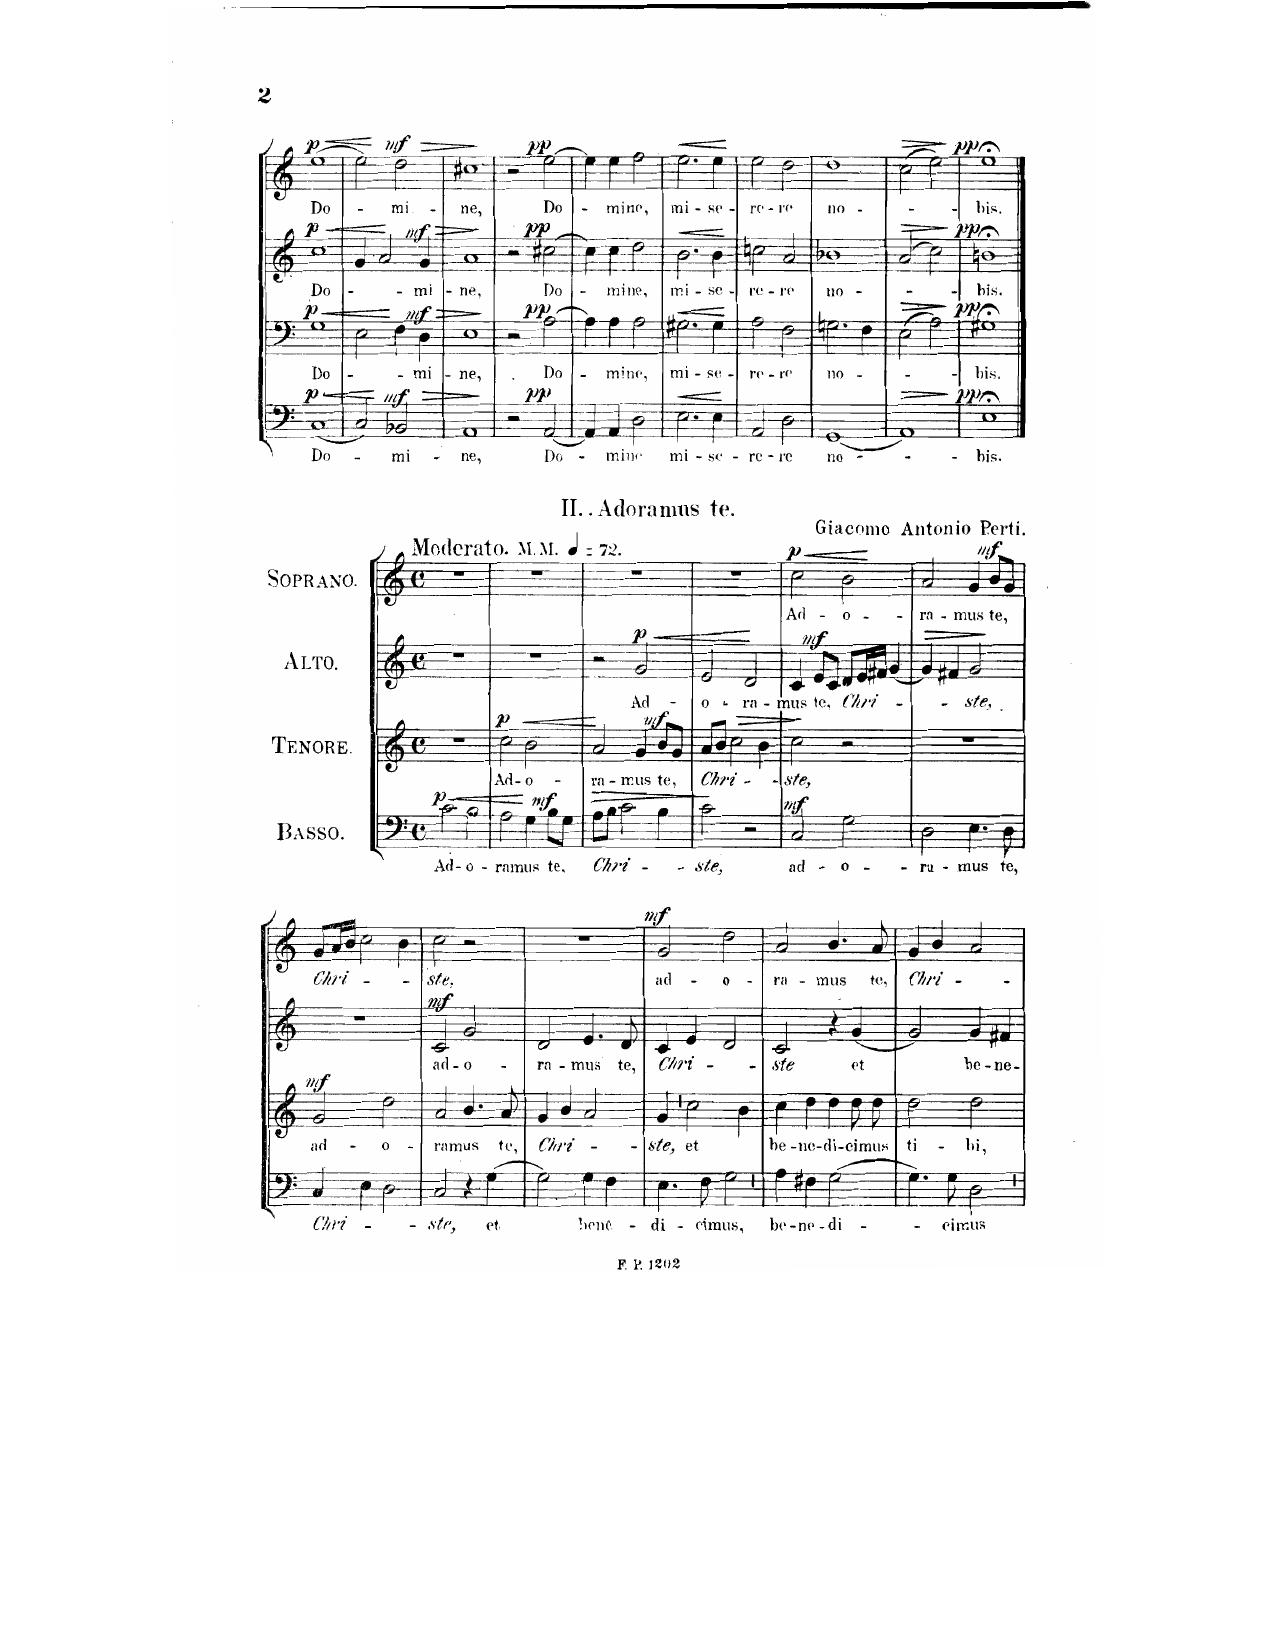 2
p mf pp pp
Do - mi - ne, Do - mine, mi - se - re - re no - - - bis.
p mf pp pp
Do - - mi - ne, Do - mine, mi - se - re - re no - - - bis.
p mf pp pp
Do - - mi - ne, Do - mine, mi - se - re - re no - - - bis.
p mf pp pp
Do - mi - ne, Do - mine mi - se - re - re no - - - bis.
II.. Adoramus te.
Giacomo Antonio Perti.
Moderato. M.M. = 72.
p mf
SOPRANO.
Ad - o - - ra - mus te,
p mf
ALTO.
Ad - o - ra - mus te, Chri - - ste,
p mf
TENORE.
Ad - o - ra - mus te, Chri - - ste,
p mf mf
BASSO.
Ad - o - ramus te, Chri - - ste, ad - o - - ra - mus te,
mf
Chri - - ste, ad - o - ra - mus te, Chri - -
mf
ad - o - ra - mus te, Chri - - ste et be - ne -
mf
ad - o - ramus te, Chri - - ste, et be - ne - di - cimus ti - bi,
Chri - - ste, et bene - di - cimus, be - ne - di - - cimus
F. P. 1202